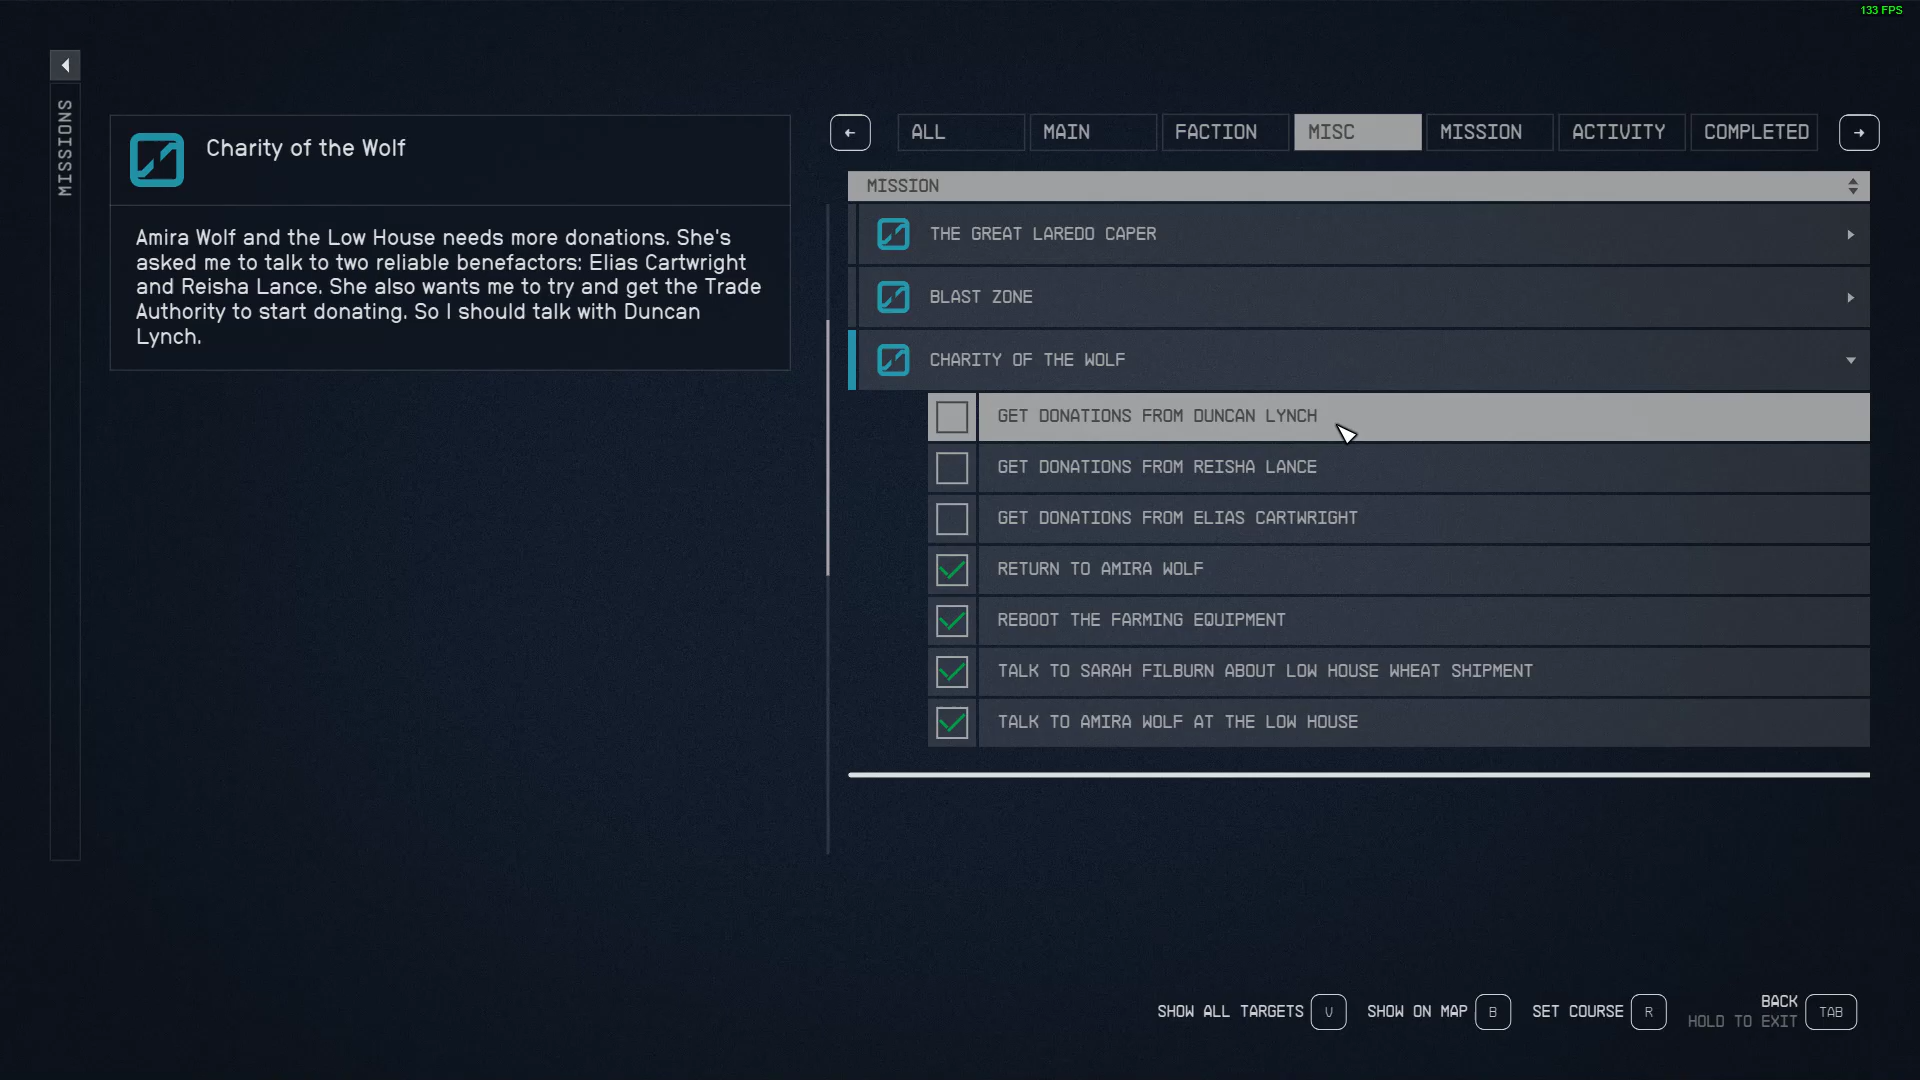 133 FPS
MISSIONS
Charity of the Wolf
Amira Wolf and the Low House needs more donations. She's
asked me to talk to two reliable benefactors: Elias Cartwright
and Reisha Lance. She also wants me to try and get the Trade
Authority to start donating. So I should talk with Duncan
Lynch.
ALL MAIN FACTION MISC MISSION ACTIVITY COMPLETED
MISSION
THE GREAT LAREDO CAPER
BLAST ZONE
CHARITY OF THE WOLF
GET DONATIONS FROM DUNCAN LYNCH
GET DONATIONS FROM REISHA LANCE
GET DONATIONS FROM ELIAS CARTWRIGHT
RETURN TO AMIRA WOLF
REBOOT THE FARMING EQUIPMENT
TALK TO SARAH FILBURN ABOUT LOW HOUSE WHEAT SHIPMENT
TALK TO AMIRA WOLF AT THE LOW HOUSE
SHOW ALL TARGETS V SHOW ON MAP B SET COURSE R BACK TAB
HOLD TO EXIT